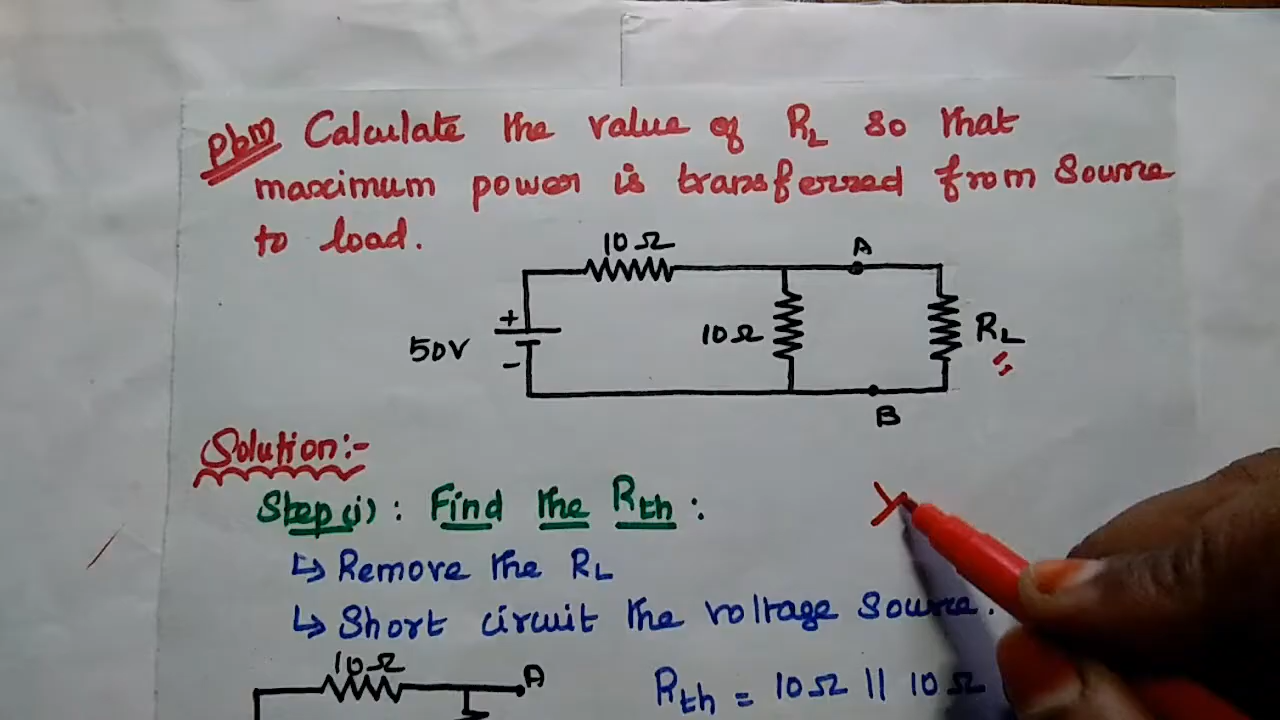 Pbm Calculate the value of RL so that
maximum power is transferred from source
to load.
10Ω
A
50V
+
-
10Ω
RL
B
Solution:-
Step(i): Find the Rth:
↳ Remove the RL
↳ Short circuit the voltage source.
10Ω
A
Rth = 10Ω || 10Ω